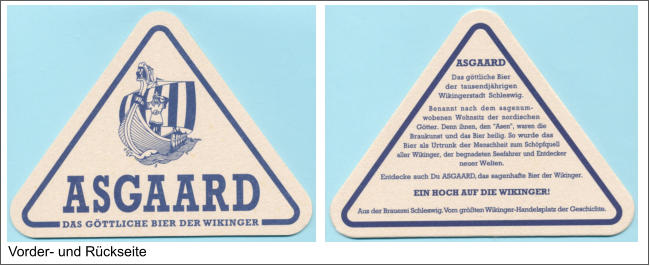 ASGAARD
DAS GÖTTLICHE BIER DER WIKINGER
ASGAARD
Das göttliche Bier
der tausendjährigen
Wikingerstadt Schleswig.
Benannt nach dem sagenum-
wobenen Wohnsitz der nordischen
Götter. Denn ihnen, den "Asen", waren die
Braukunst und das Bier heilig. So wurde das
Bier als Urtrunk der Menschheit zum Schöpfquell
aller Wikinger, der begnadeten Seefahrer und Entdecker
neuer Welten.
Entdecke auch Du ASGAARD, das sagenhafte Bier der Wikinger.
EIN HOCH AUF DIE WIKINGER!
Aus der Brauerei Schleswig. Vom größten Wikinger-Handelsplatz der Geschichte.
Vorder- und Rückseite